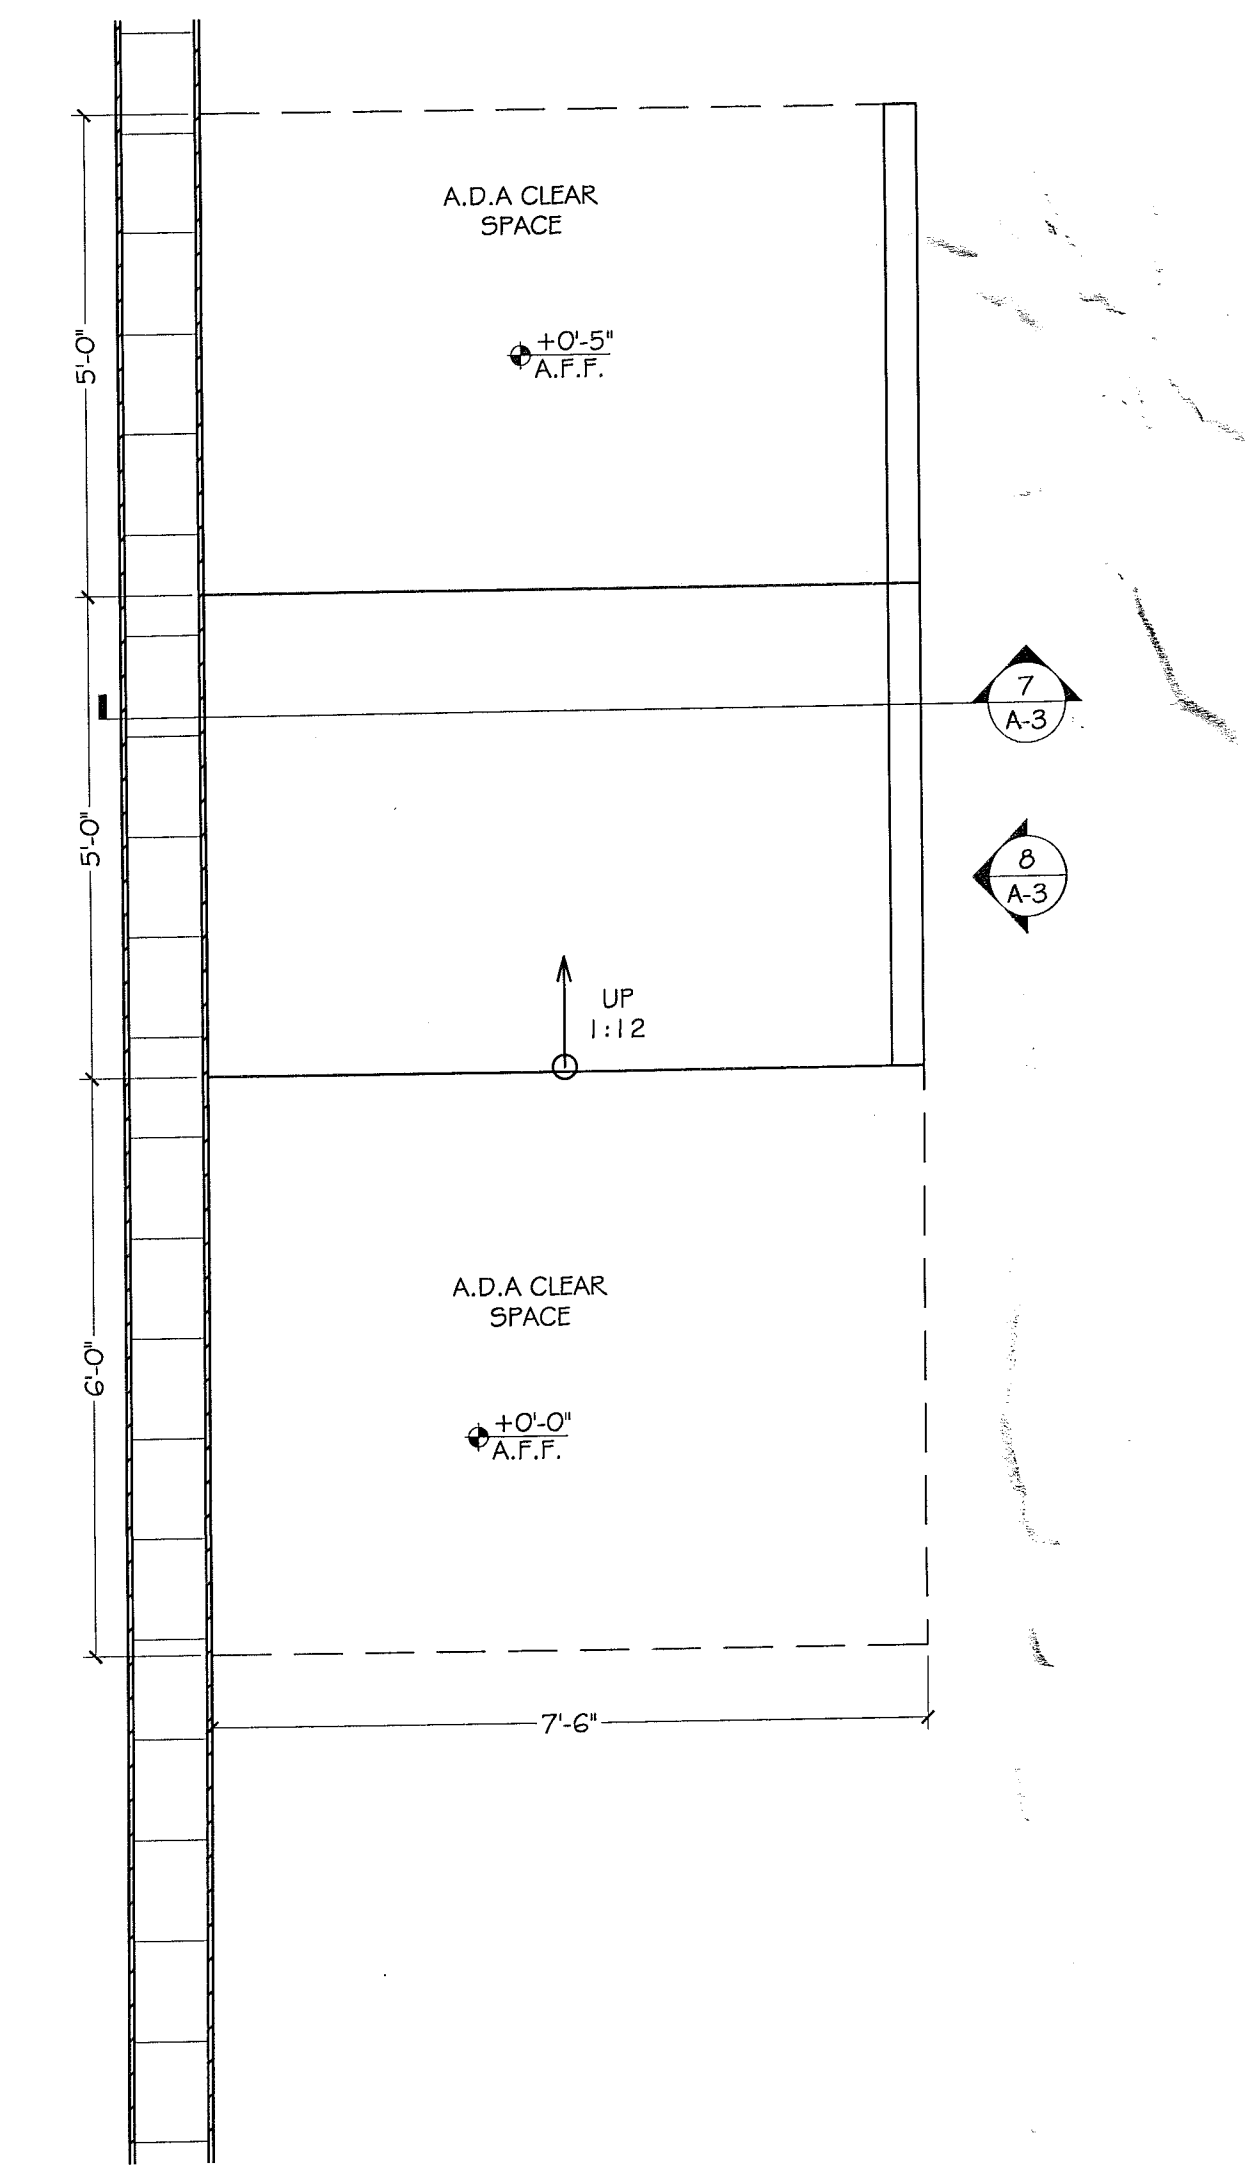 A.D.A CLEAR
SPACE
+0'-5"
A.F.F.
5'-0"
7
A-3
5'-0"
8
A-3
UP
1:12
A.D.A CLEAR
SPACE
6'-0"
+0'-0"
A.F.F.
7'-6"